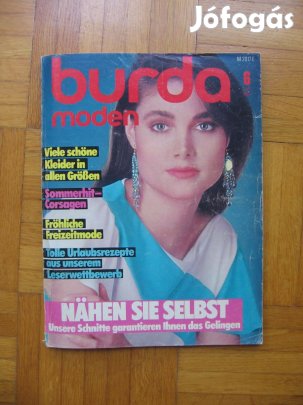 Jófogás
burda
moden
6
Viele schöne
Kleider in
allen Größen
Sommerhit-
Corsagen
Fröhliche
Freizeitmode
Tolle Urlaubsrezepte
aus unserem
Leserwettbewerb
NÄHEN SIE SELBST
Unsere Schnitte garantieren Ihnen das Gelingen